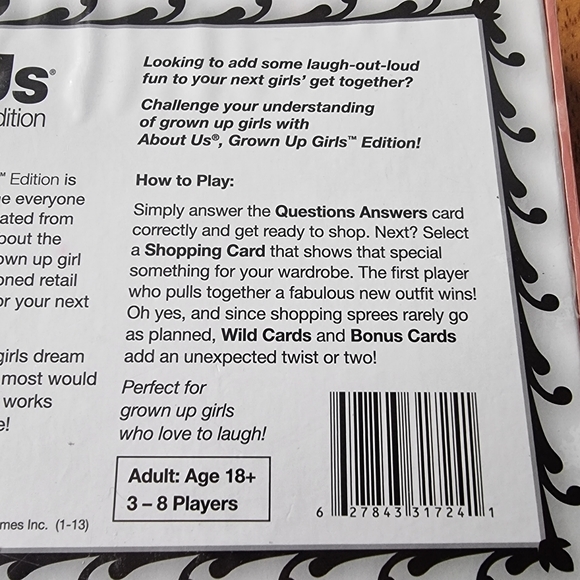 Us®
dition
™ Edition is
e everyone
ated from
bout the
own up girl
oned retail
or your next
girls dream
most would
works
e!
mes Inc. (1-13)
Looking to add some laugh-out-loud
fun to your next girls' get together?
Challenge your understanding
of grown up girls with
About Us®, Grown Up Girls™ Edition!
How to Play:
Simply answer the Questions Answers card
correctly and get ready to shop. Next? Select
a Shopping Card that shows that special
something for your wardrobe. The first player
who pulls together a fabulous new outfit wins!
Oh yes, and since shopping sprees rarely go
as planned, Wild Cards and Bonus Cards
add an unexpected twist or two!
Perfect for
grown up girls
who love to laugh!
Adult: Age 18+
3 – 8 Players
6 27843 31724 1